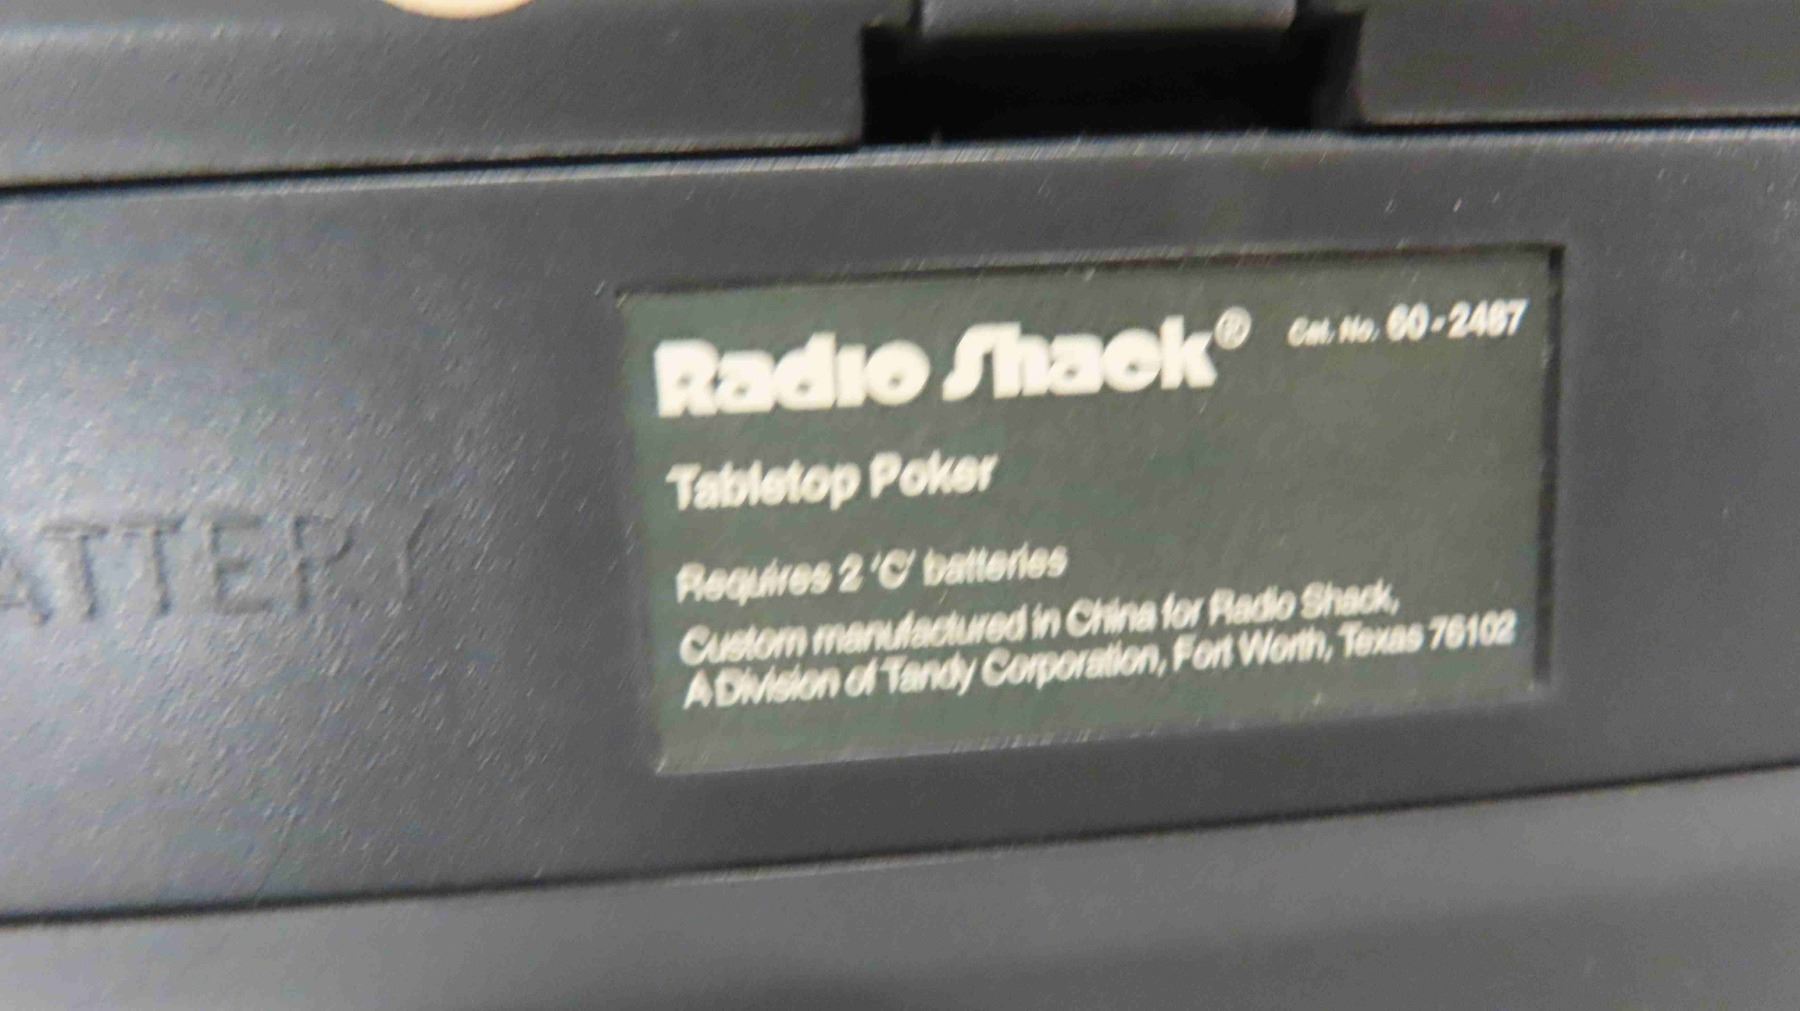 Radio Shack® Cat. No. 60-2467
Tabletop Poker
Requires 2 'C' batteries
Custom manufactured in China for Radio Shack,
A Division of Tandy Corporation, Fort Worth, Texas 76102
ATTERY